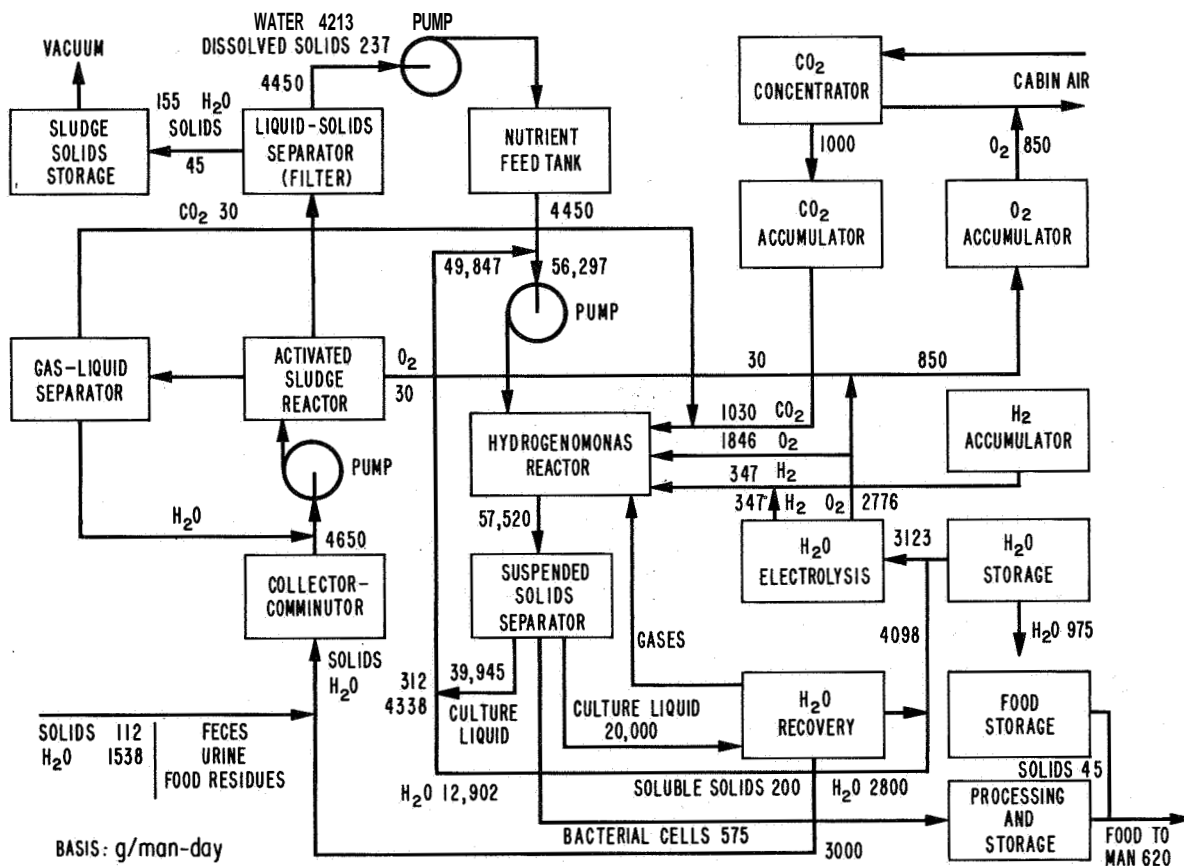 WATER 4213
DISSOLVED SOLIDS 237
PUMP
VACUUM
4450
155 H₂O
SOLIDS
45
SLUDGE
SOLIDS
STORAGE
LIQUID-SOLIDS
SEPARATOR
(FILTER)
NUTRIENT
FEED TANK
CO₂
CONCENTRATOR
CABIN AIR
1000
O₂ 850
CO₂
ACCUMULATOR
O₂
ACCUMULATOR
CO₂ 30
4450
49,847
56,297
PUMP
GAS-LIQUID
SEPARATOR
ACTIVATED
SLUDGE
REACTOR
O₂
30
30
850
HYDROGENOMONAS
REACTOR
1030 CO₂
1846 O₂
347 H₂
347 H₂ O₂ 2776
H₂
ACCUMULATOR
PUMP
H₂O
4650
57,520
COLLECTOR-
COMMINUTOR
SUSPENDED
SOLIDS
SEPARATOR
H₂O
ELECTROLYSIS
3123
H₂O
STORAGE
4098
H₂O 975
SOLIDS
H₂O
GASES
312
4338
39,945
CULTURE
LIQUID
CULTURE LIQUID
20,000
H₂O
RECOVERY
FOOD
STORAGE
SOLIDS 112
H₂O 1538
FECES
URINE
FOOD RESIDUES
H₂O 12,902
SOLUBLE SOLIDS 200
H₂O 2800
SOLIDS 45
PROCESSING
AND
STORAGE
BACTERIAL CELLS 575
3000
FOOD TO
MAN 620
BASIS: g/man-day